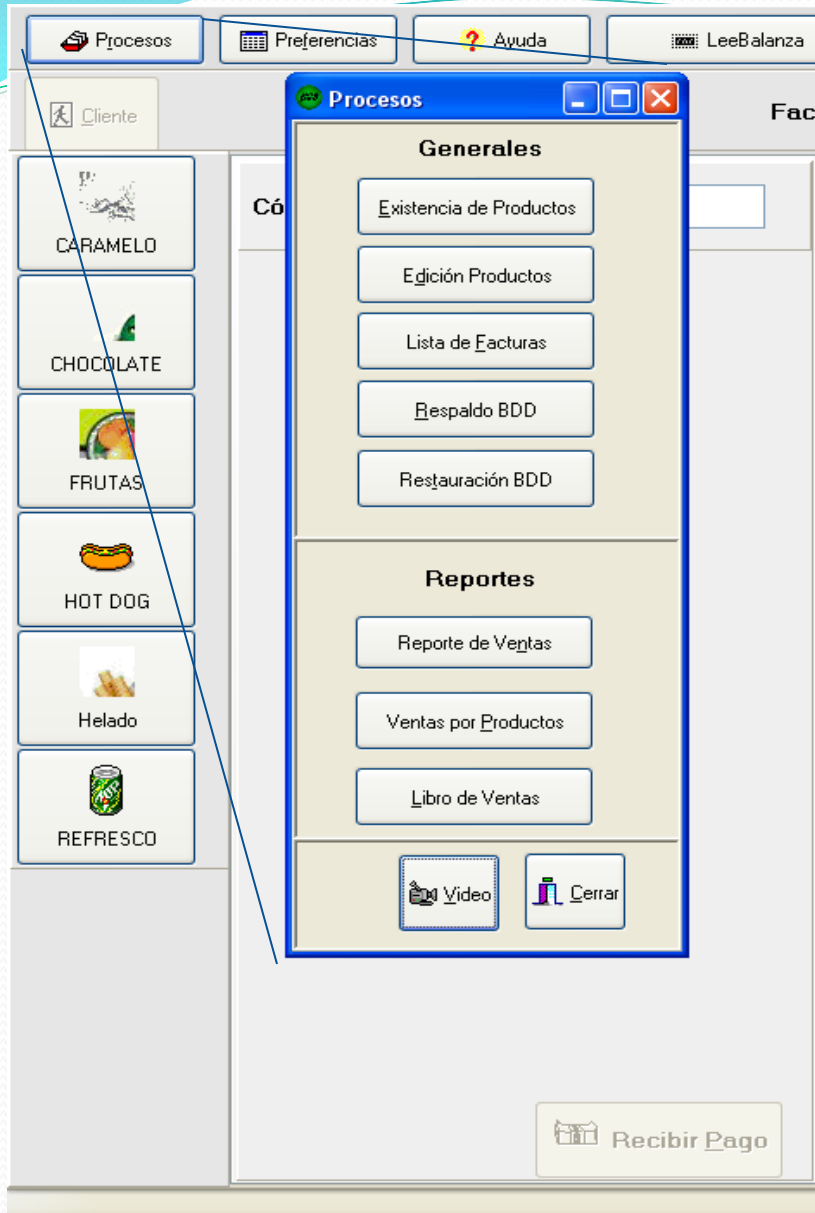 Procesos
Preferencias
Ayuda
LeeBalanza
Cliente
Fac
CARAMELO
CHOCOLATE
FRUTAS
HOT DOG
Helado
REFRESCO
Có
Procesos
Generales
Existencia de Productos
Edición Productos
Lista de Facturas
Respaldo BDD
Restauración BDD
Reportes
Reporte de Ventas
Ventas por Productos
Libro de Ventas
Video
Cerrar
Recibir Pago